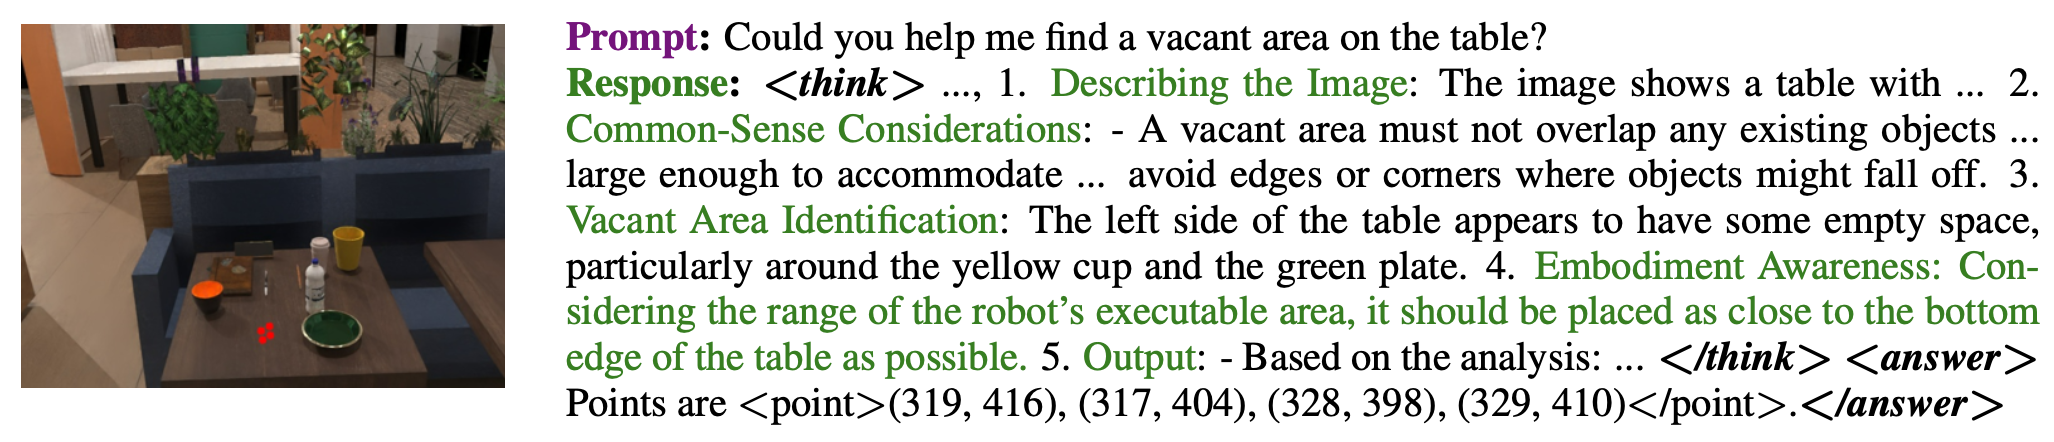 Prompt: Could you help me find a vacant area on the table?
Response: <think> ..., 1. Describing the Image: The image shows a table with ... 2.
Common-Sense Considerations: - A vacant area must not overlap any existing objects ...
large enough to accommodate ... avoid edges or corners where objects might fall off. 3.
Vacant Area Identification: The left side of the table appears to have some empty space,
particularly around the yellow cup and the green plate. 4. Embodiment Awareness: Con-
sidering the range of the robot's executable area, it should be placed as close to the bottom
edge of the table as possible. 5. Output: - Based on the analysis: ... </think> <answer>
Points are <point>(319, 416), (317, 404), (328, 398), (329, 410)</point>.</answer>